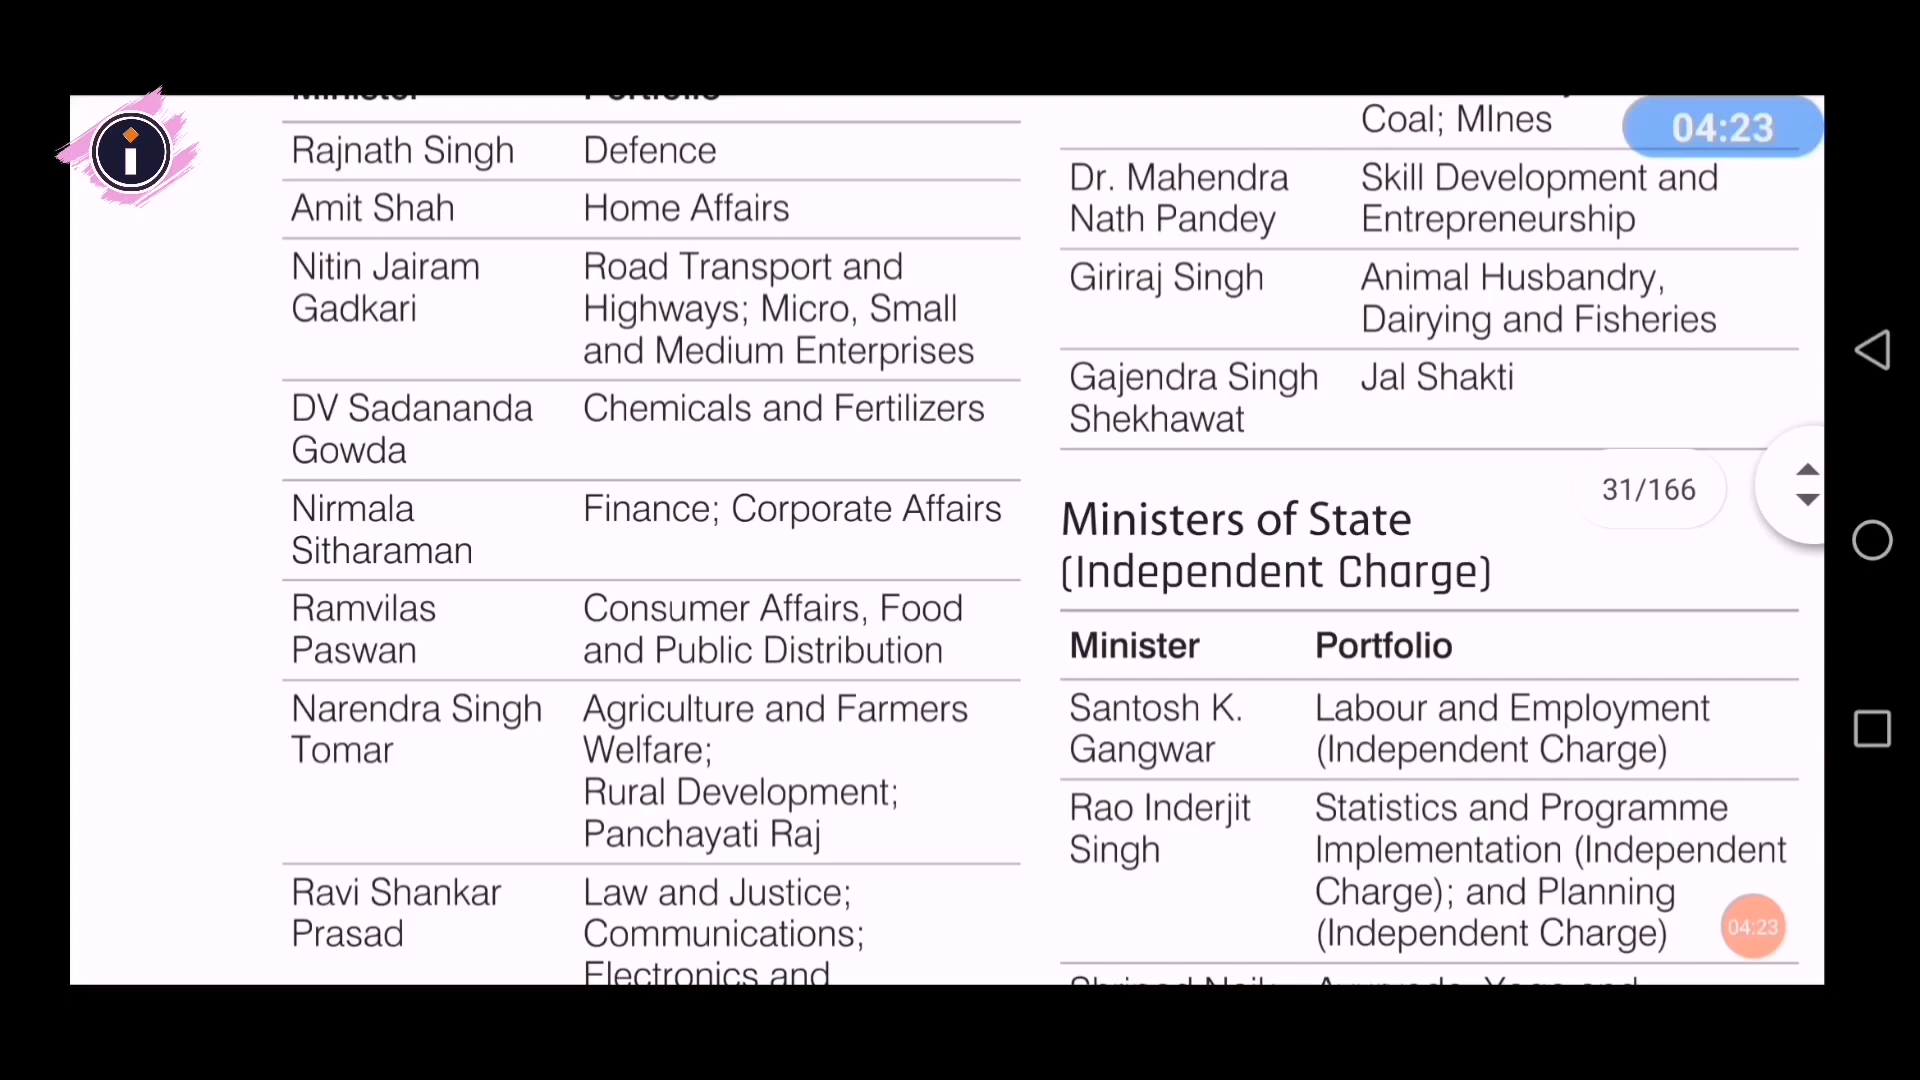 Minister Portfolio
Rajnath Singh Defence
Amit Shah Home Affairs
Nitin Jairam Road Transport and
Gadkari Highways; Micro, Small
and Medium Enterprises
DV Sadananda Chemicals and Fertilizers
Gowda
Nirmala Finance; Corporate Affairs
Sitharaman
Ramvilas Consumer Affairs, Food
Paswan and Public Distribution
Narendra Singh Agriculture and Farmers
Tomar Welfare;
Rural Development;
Panchayati Raj
Ravi Shankar Law and Justice;
Prasad Communications;
Electronics and
Coal; MInes
04:23
Dr. Mahendra Skill Development and
Nath Pandey Entrepreneurship
Giriraj Singh Animal Husbandry,
Dairying and Fisheries
Gajendra Singh Jal Shakti
Shekhawat
31/166
Ministers of State
(Independent Charge)
Minister Portfolio
Santosh K. Labour and Employment
Gangwar (Independent Charge)
Rao Inderjit Statistics and Programme
Singh Implementation (Independent
Charge); and Planning
(Independent Charge)
04:23